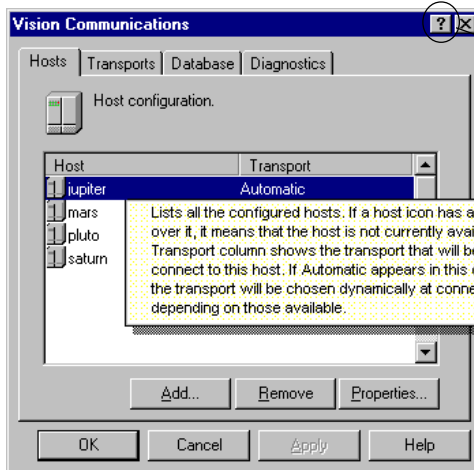 Vision Communications ?
Hosts Transports Database Diagnostics
Host configuration.
Host Transport
jupiter Automatic
mars
pluto
saturn
Lists all the configured hosts. If a host icon has a
over it, it means that the host is not currently avai
Transport column shows the transport that will be
connect to this host. If Automatic appears in this
the transport will be chosen dynamically at conne
depending on those available.
Add... Remove Properties...
OK Cancel Apply Help